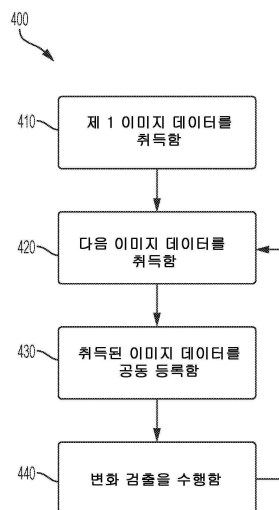 400
410
제 1 이미지 데이터를
취득함
420
다음 이미지 데이터를
취득함
430
취득된 이미지 데이터를
공동 등록함
440
변화 검출을 수행함